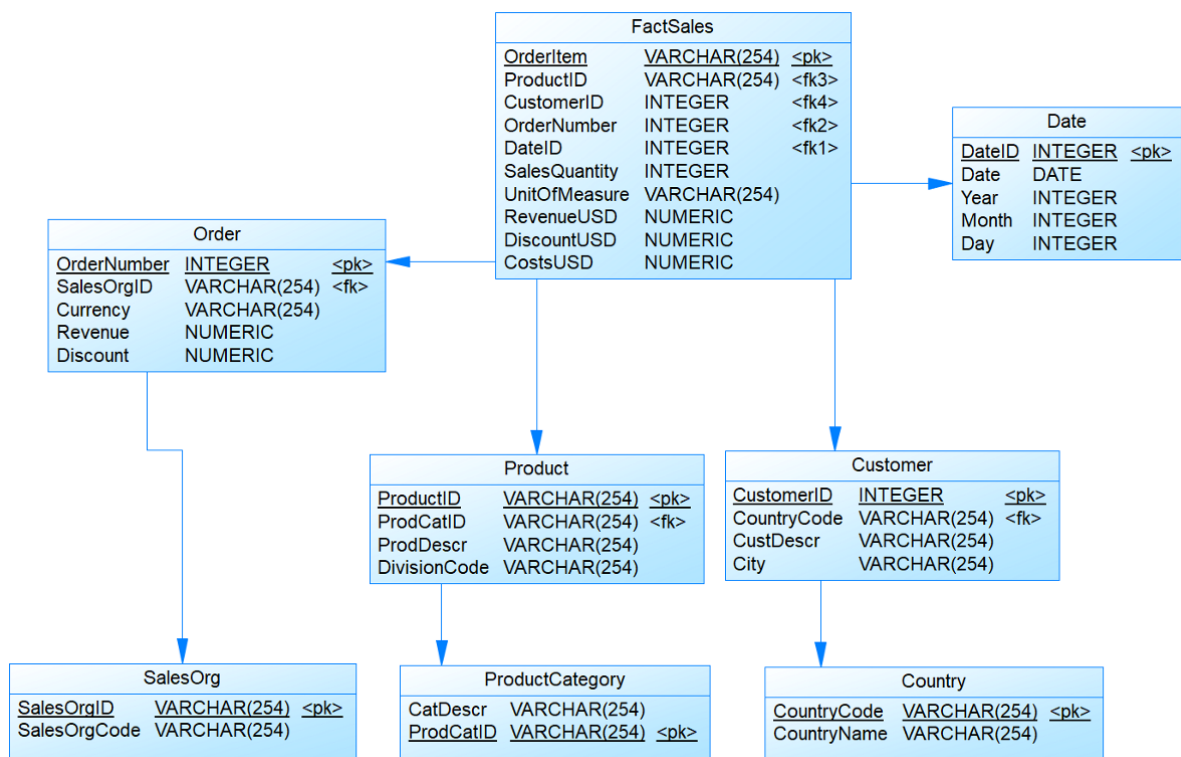 FactSales
OrderItem VARCHAR(254) <pk>
ProductID VARCHAR(254) <fk3>
CustomerID INTEGER <fk4>
OrderNumber INTEGER <fk2>
DateID INTEGER <fk1>
SalesQuantity INTEGER
UnitOfMeasure VARCHAR(254)
RevenueUSD NUMERIC
DiscountUSD NUMERIC
CostsUSD NUMERIC
Date
DateID INTEGER <pk>
Date DATE
Year INTEGER
Month INTEGER
Day INTEGER
Order
OrderNumber INTEGER <pk>
SalesOrgID VARCHAR(254) <fk>
Currency VARCHAR(254)
Revenue NUMERIC
Discount NUMERIC
Product
ProductID VARCHAR(254) <pk>
ProdCatID VARCHAR(254) <fk>
ProdDescr VARCHAR(254)
DivisionCode VARCHAR(254)
Customer
CustomerID INTEGER <pk>
CountryCode VARCHAR(254) <fk>
CustDescr VARCHAR(254)
City VARCHAR(254)
SalesOrg
SalesOrgID VARCHAR(254) <pk>
SalesOrgCode VARCHAR(254)
ProductCategory
CatDescr VARCHAR(254)
ProdCatID VARCHAR(254) <pk>
Country
CountryCode VARCHAR(254) <pk>
CountryName VARCHAR(254)